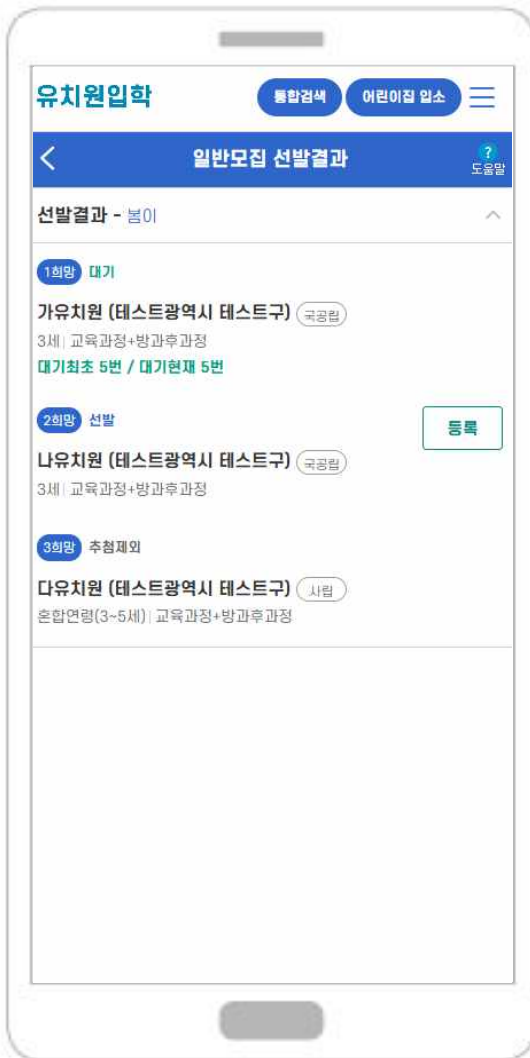 유치원입학
통합검색
어린이집 입소
일반모집 선발결과
?
도움말
선발결과 - 봄이
1희망 대기
가유치원 (테스트광역시 테스트구) 국공립
3세| 교육과정+방과후과정
대기최초 5번 / 대기현재 5번
2희망 선발
등록
나유치원 (테스트광역시 테스트구) 국공립
3세| 교육과정+방과후과정
3희망 추첨제외
다유치원 (테스트광역시 테스트구) 사립
혼합연령(3~5세)| 교육과정+방과후과정